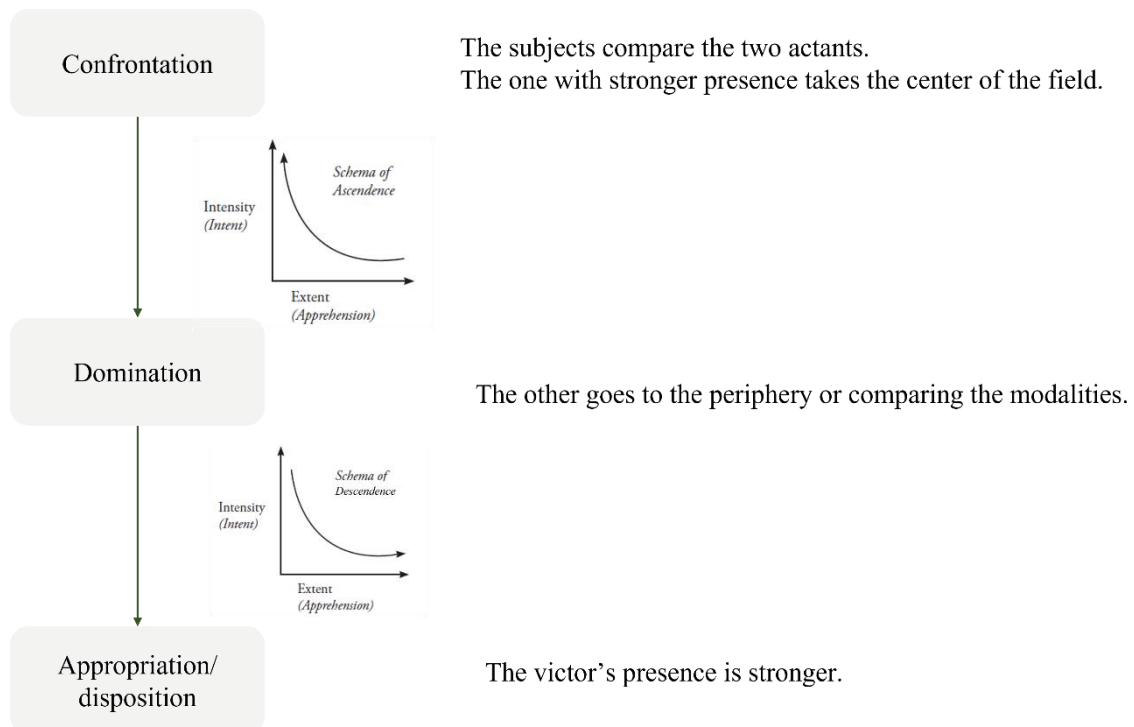 Confrontation
The subjects compare the two actants.
The one with stronger presence takes the center of the field.
Schema of
Ascendence
Intensity
(Intent)
Extent
(Apprehension)
Domination
The other goes to the periphery or comparing the modalities.
Schema of
Descendence
Intensity
(Intent)
Extent
(Apprehension)
Appropriation/
disposition
The victor’s presence is stronger.